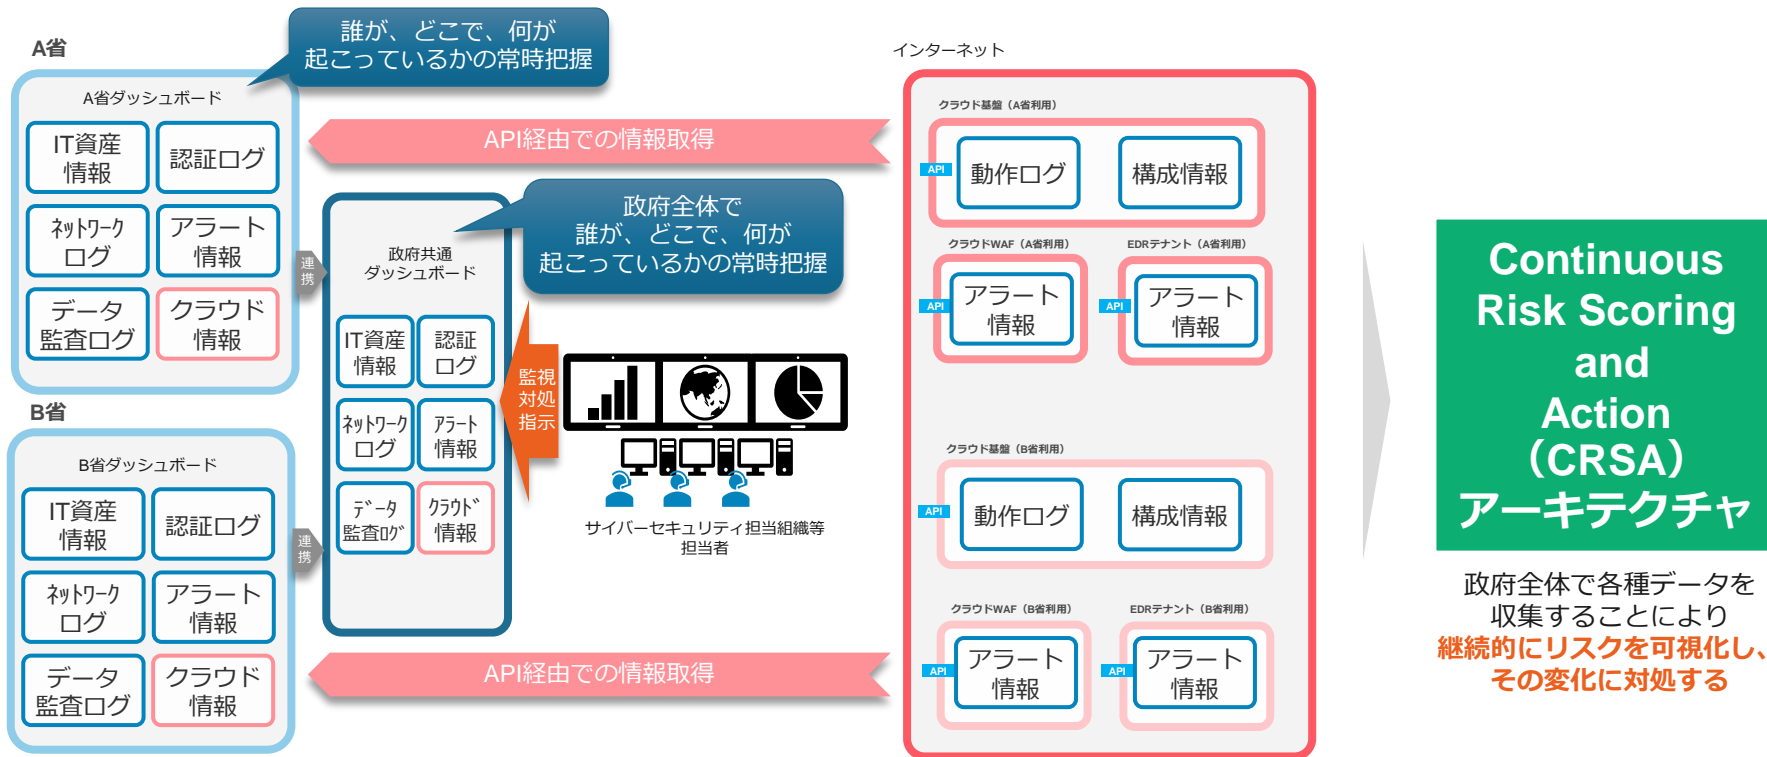 A省
誰が、どこで、何が
起こっているかの常時把握
A省ダッシュボード
IT資産
情報
認証ログ
ﾈｯﾄﾜｰｸ
ログ
アラート
情報
データ
監査ログ
クラウド
情報
連
携
B省
B省ダッシュボード
IT資産
情報
認証ログ
ﾈｯﾄﾜｰｸ
ログ
アラート
情報
データ
監査ログ
クラウド
情報
連
携
API経由での情報取得
政府全体で
誰が、どこで、何が
起こっているかの常時把握
政府共通
ダッシュボード
IT資産
情報
認証
ログ
ﾈｯﾄﾜｰｸ
ログ
ｱﾗｰﾄ
情報
ﾃﾞｰﾀ
監査ﾛｸﾞ
ｸﾗｳﾄﾞ
情報
監視
対処
指示
サイバーセキュリティ担当組織等
担当者
API経由での情報取得
インターネット
クラウド基盤（A省利用）
API
動作ログ
構成情報
クラウドWAF（A省利用）
API
アラート
情報
EDRテナント（A省利用）
API
アラート
情報
クラウド基盤（B省利用）
API
動作ログ
構成情報
クラウドWAF（B省利用）
API
アラート
情報
EDRテナント（B省利用）
API
アラート
情報
Continuous
Risk Scoring
and
Action
（CRSA）
アーキテクチャ
政府全体で各種データを
収集することにより
継続的にリスクを可視化し、
その変化に対処する